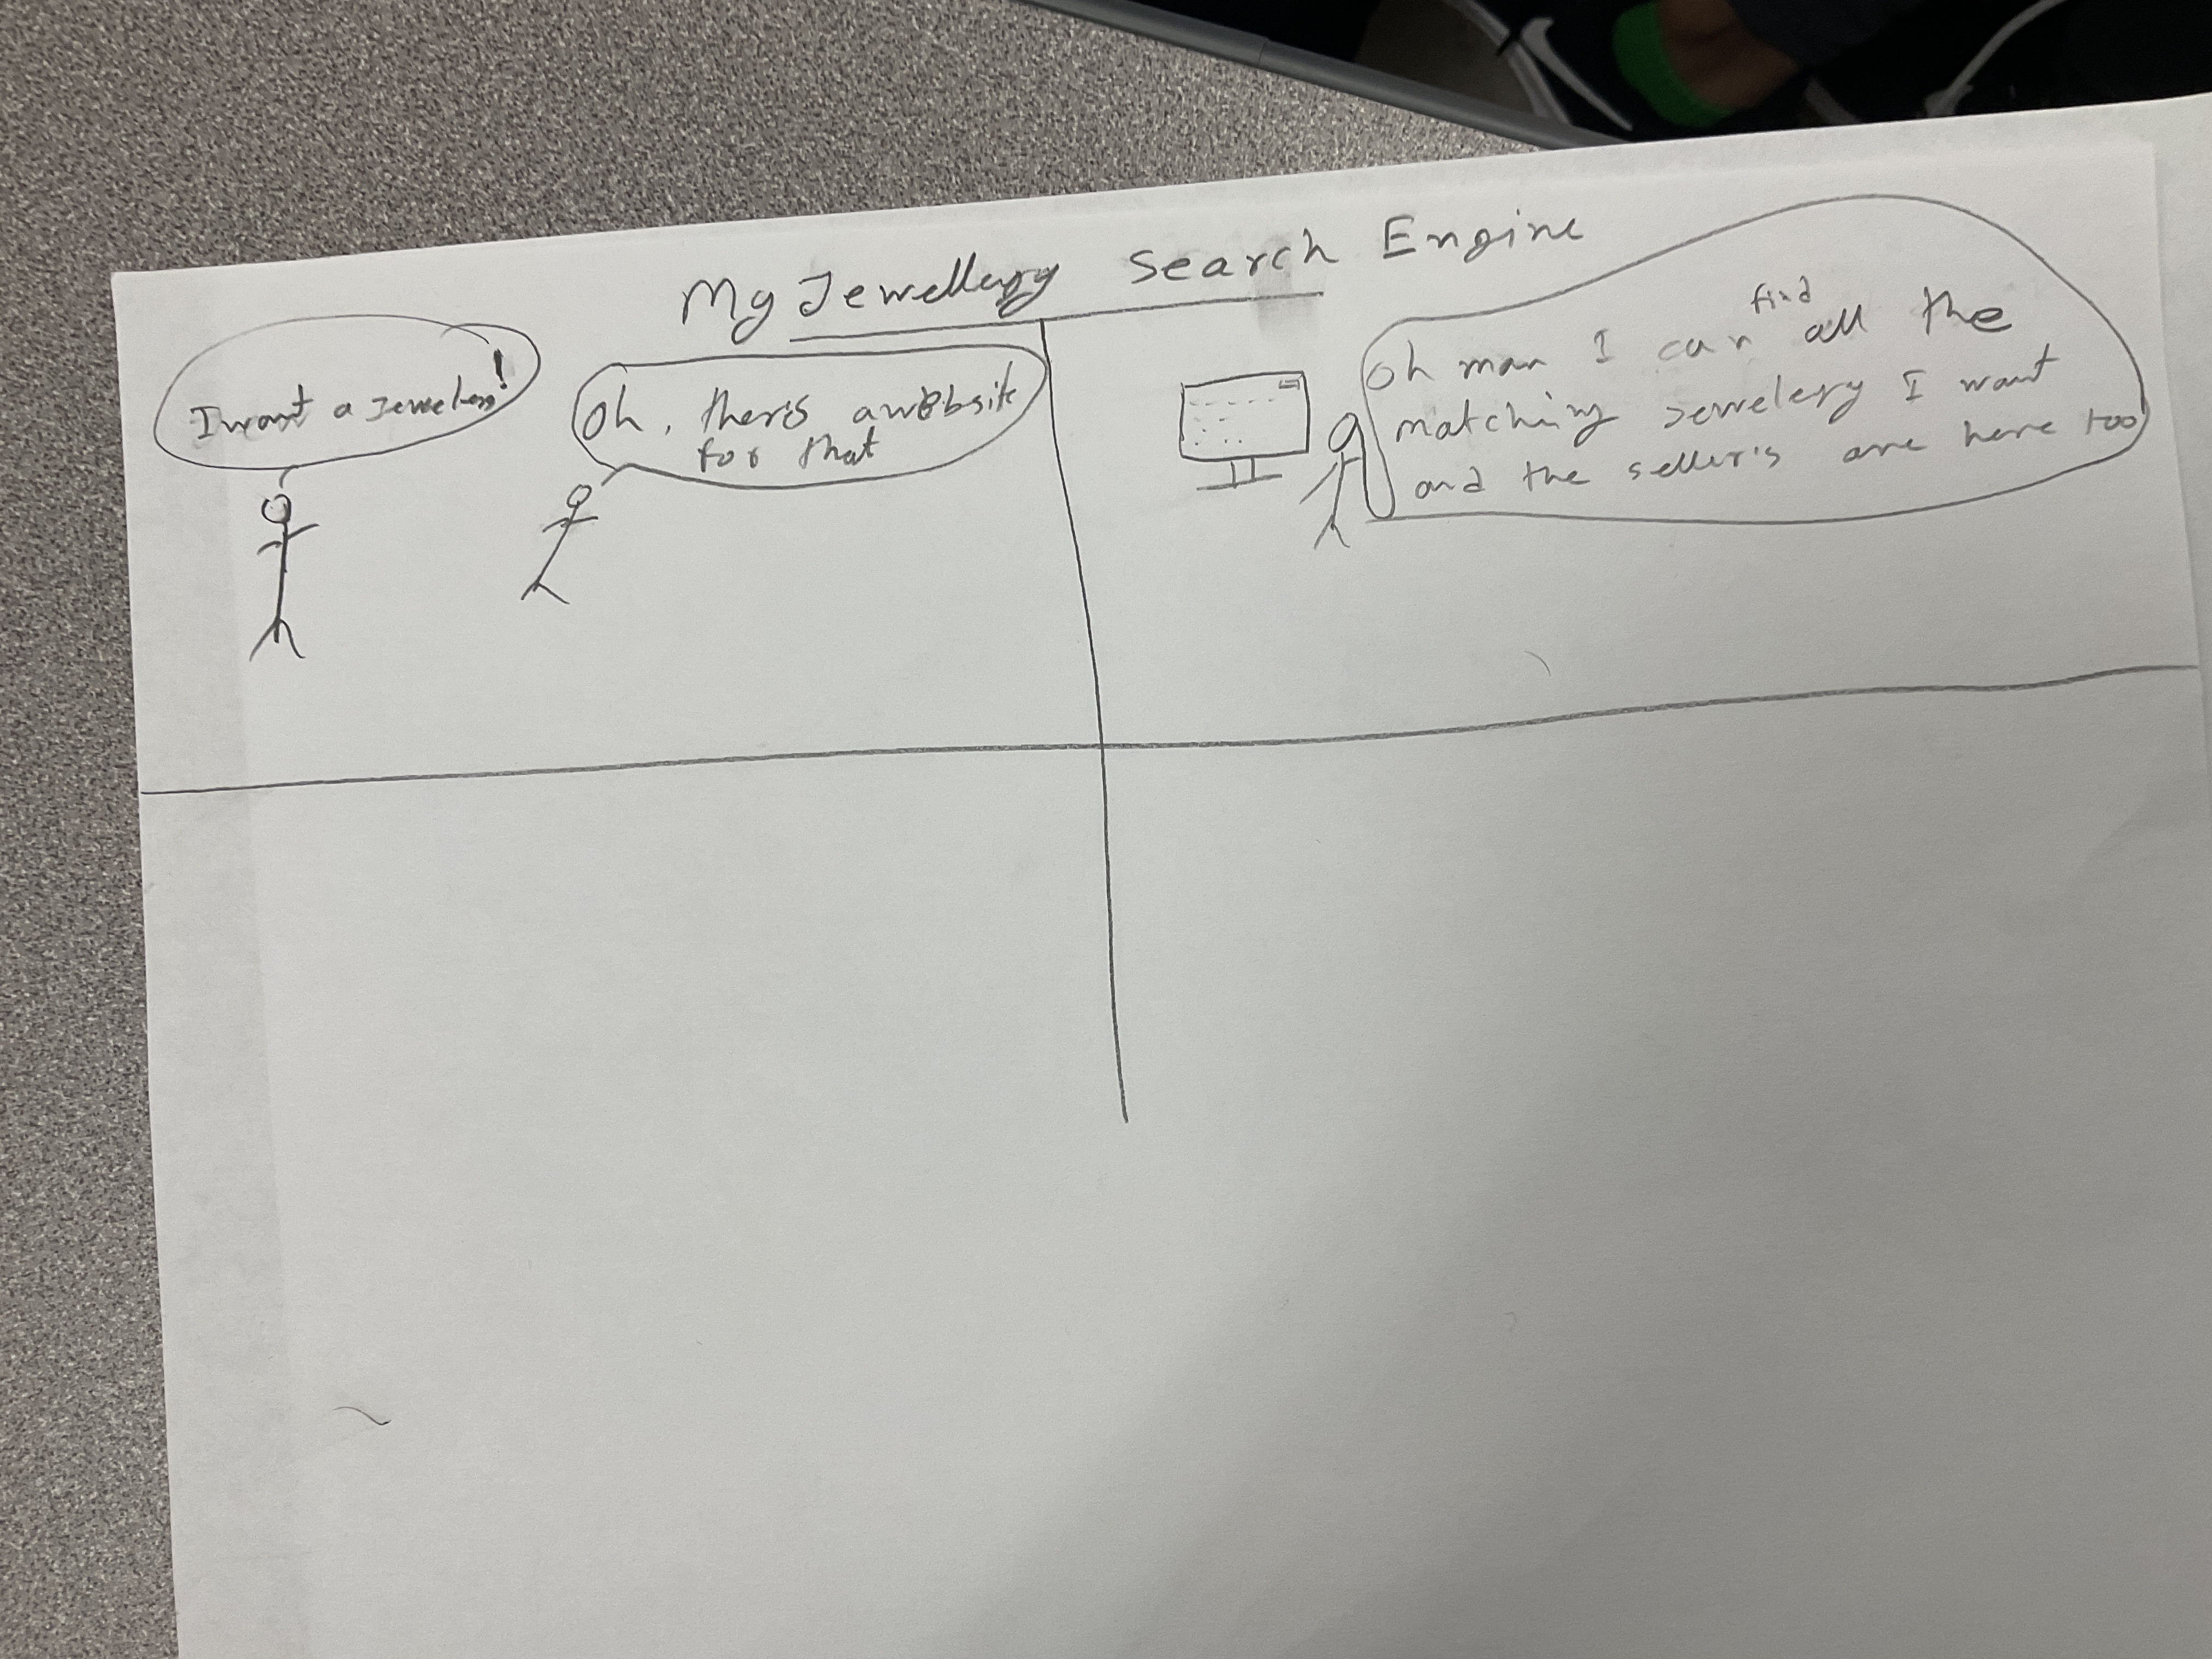 My Jewellery Search Engine
I want a Jewelery!
Oh, there's a website
for that
Oh man I can find all the
matching Jewelery I want
and the seller's are here too